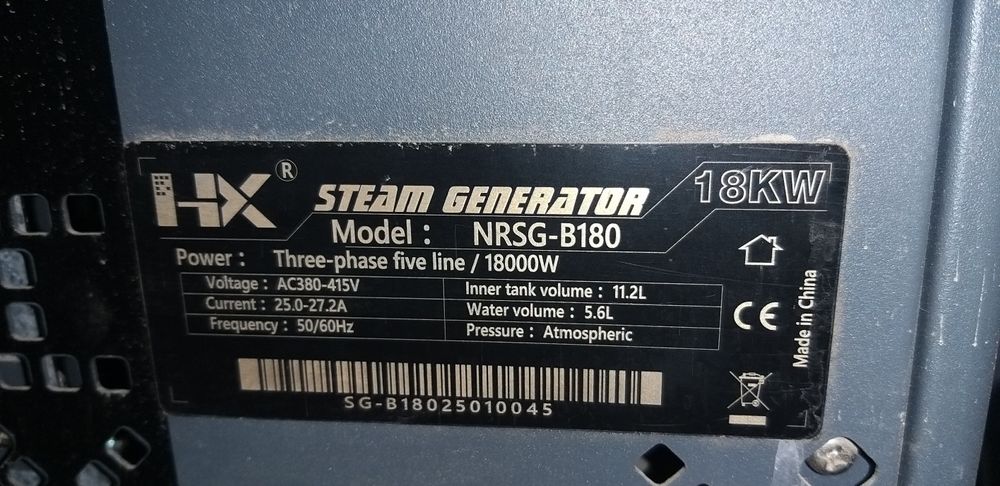 HX ®
STEAM GENERATOR
18KW
Model : NRSG-B180
Power : Three-phase five line / 18000W
Voltage : AC380-415V
Current : 25.0-27.2A
Frequency : 50/60Hz
Inner tank volume : 11.2L
Water volume : 5.6L
Pressure : Atmospheric
CE
Made in China
SG-B18025010045